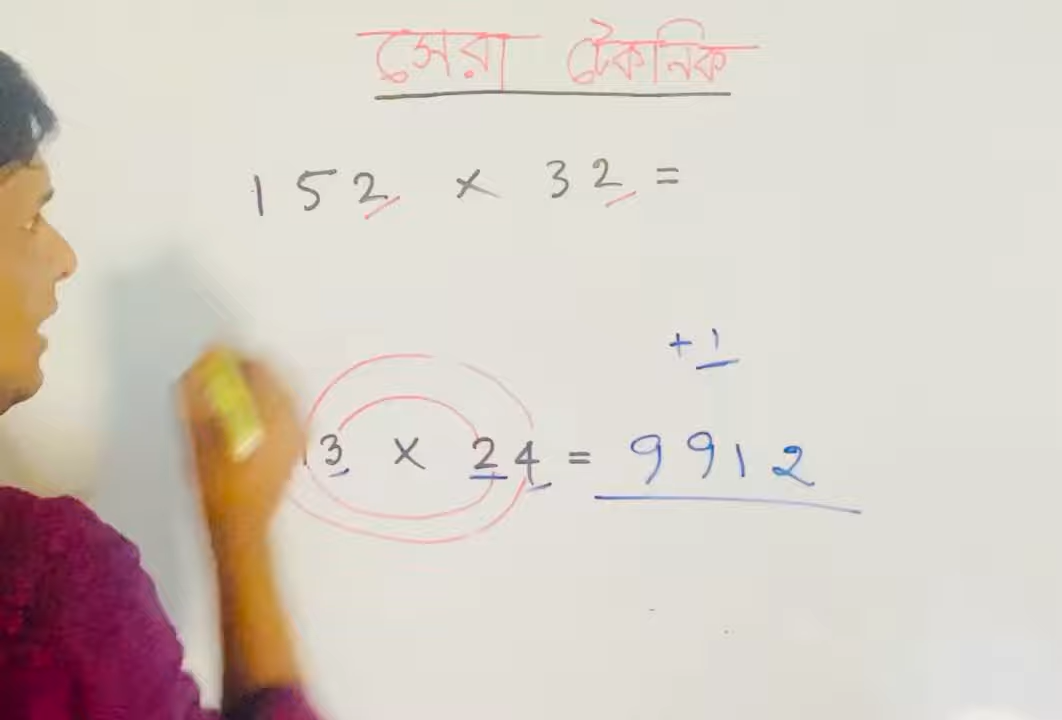 সেরা টেকনিক
152 × 32 =
+1
3 × 24 = 9912